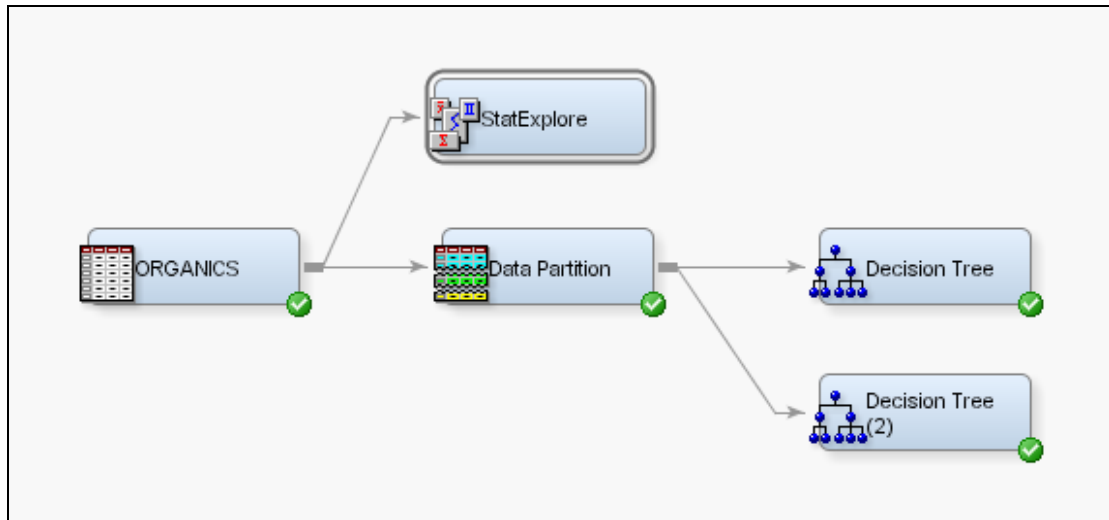 StatExplore
ORGANICS
Data Partition
Decision Tree
Decision Tree
(2)